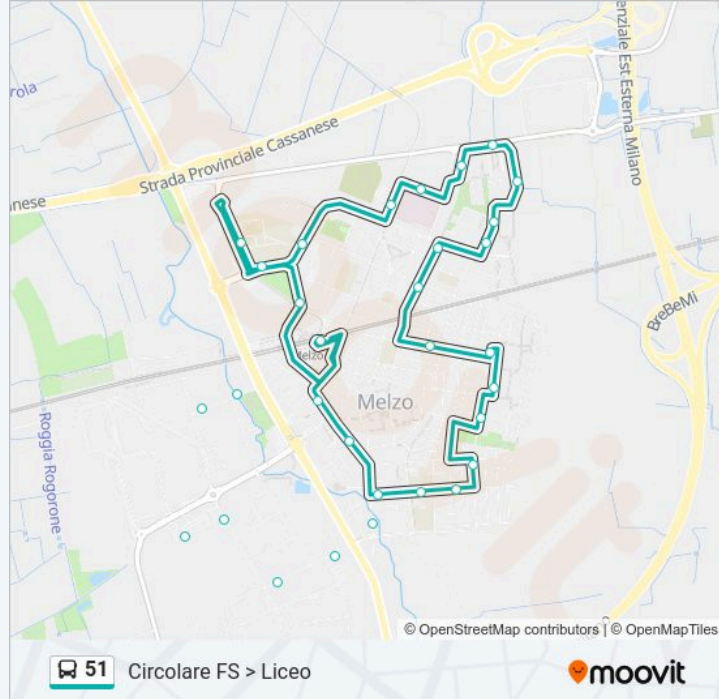 rola
enziale Est Esterna Milano
Strada Provinciale Cassanese
nese
BreBeMi
Melzo
Melzo
Roggia Rogorone
© OpenStreetMap contributors | © OpenMapTiles
51 Circolare FS > Liceo
moovit